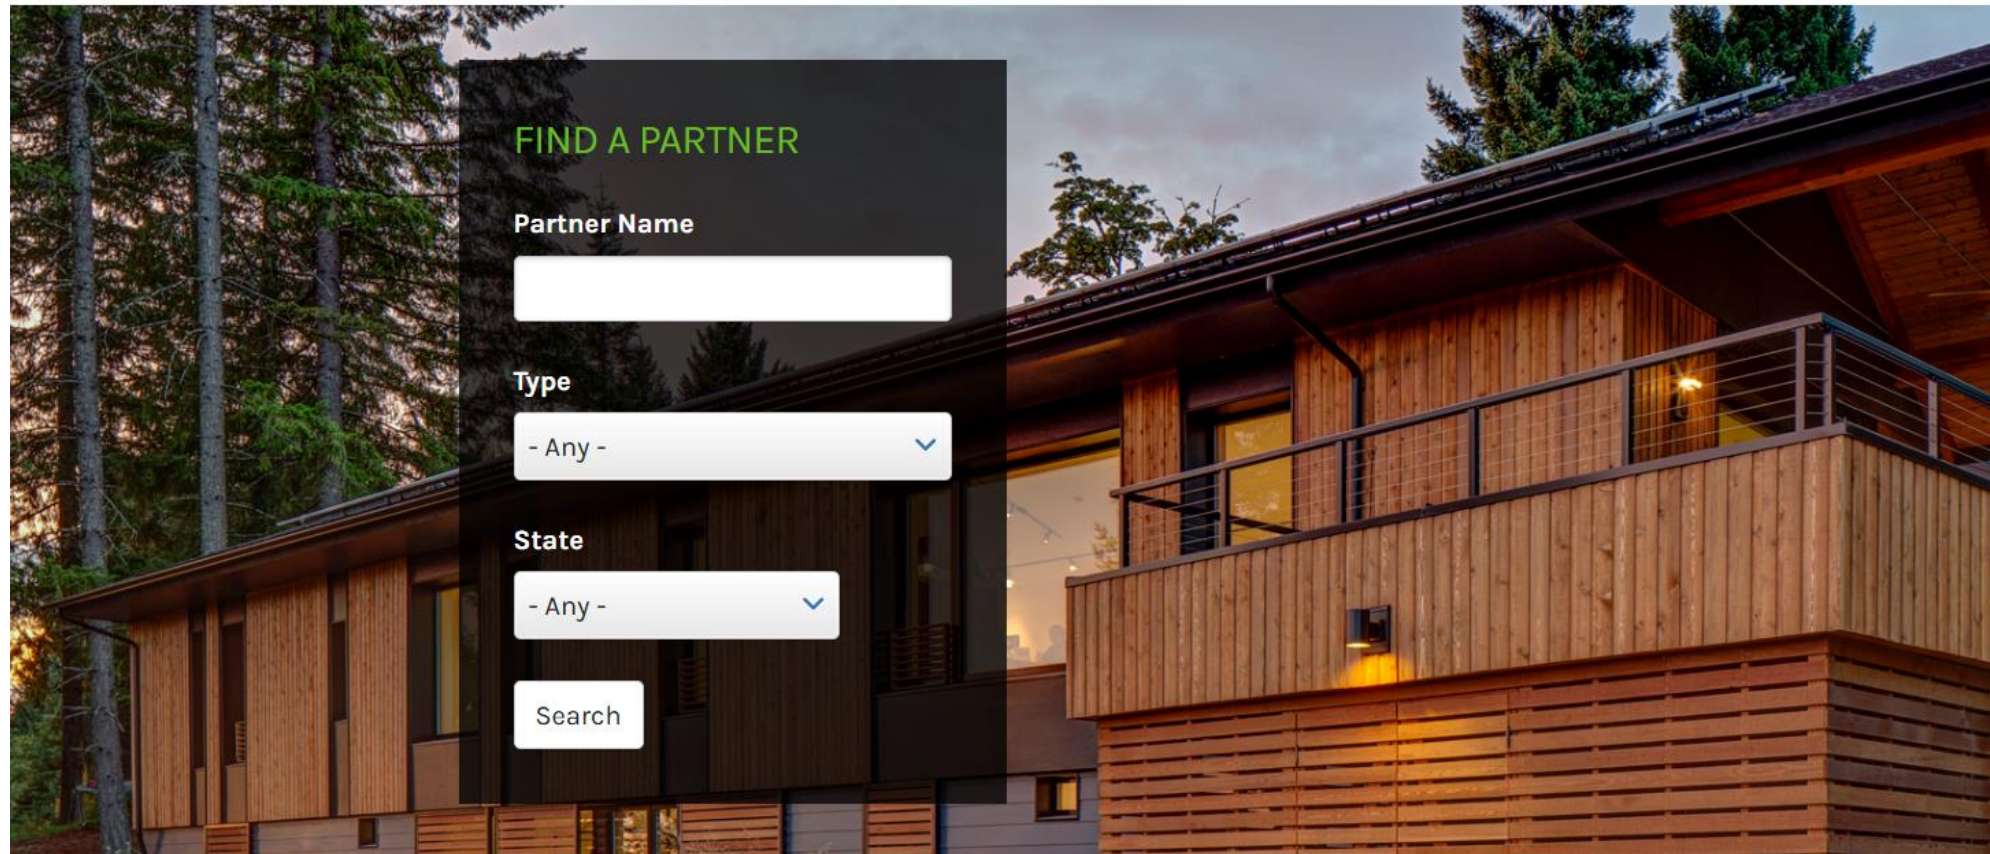 FIND A PARTNER
Partner Name
Type
- Any -
State
- Any -
Search